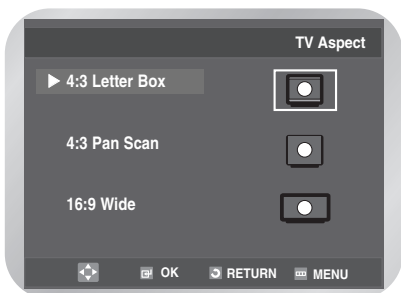 TV Aspect
4:3 Letter Box
4:3 Pan Scan
16:9 Wide
OK RETURN MENU